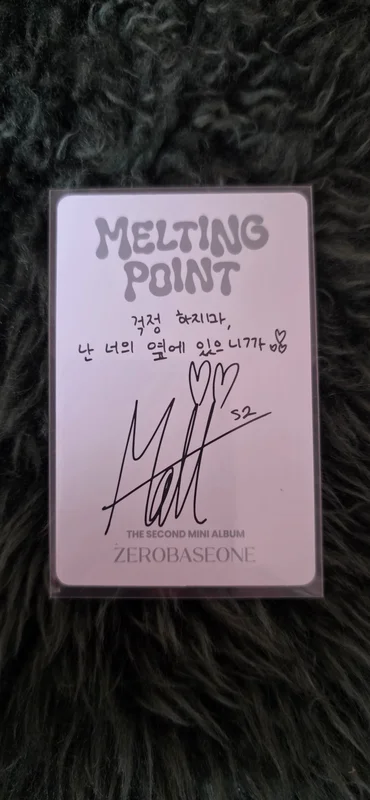 MELTING
POINT
걱정 하지마,
난 너의 옆에 있으니까
Matt
S2
THE SECOND MINI ALBUM
ZEROBASEONE